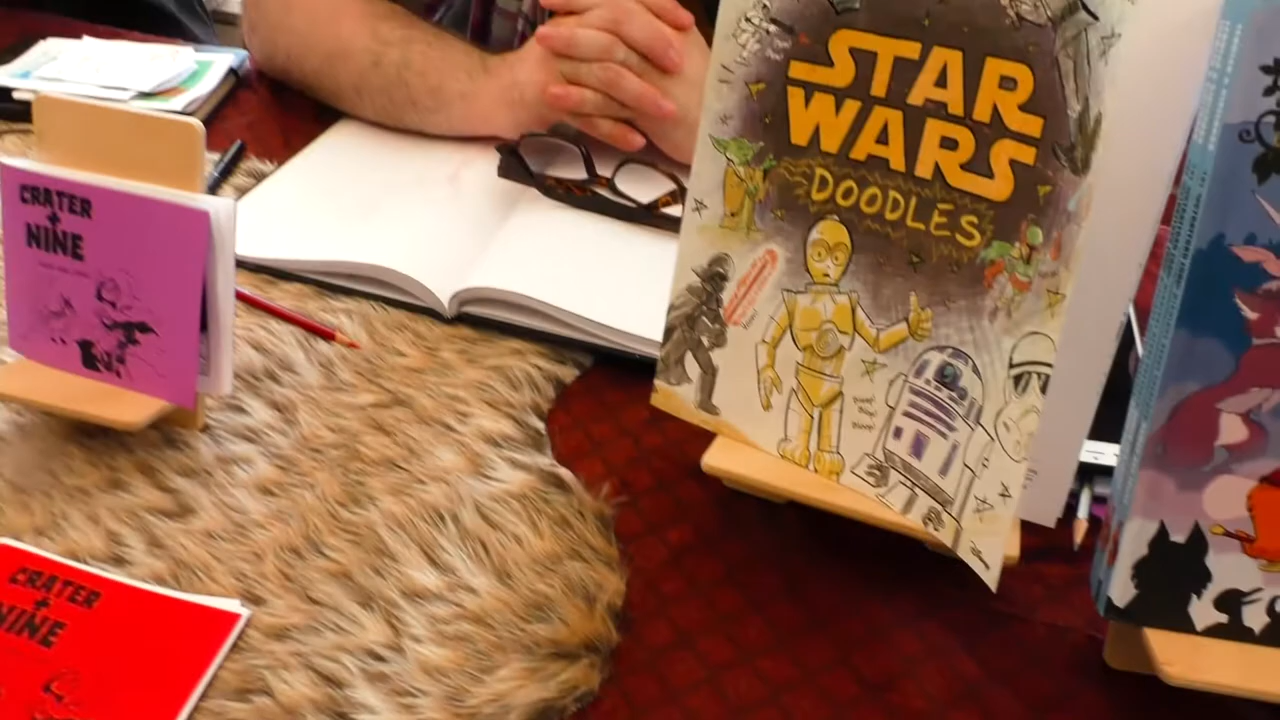 CRATER
+
NINE
STAR
WARS
DOODLES
CRATER
+
NINE